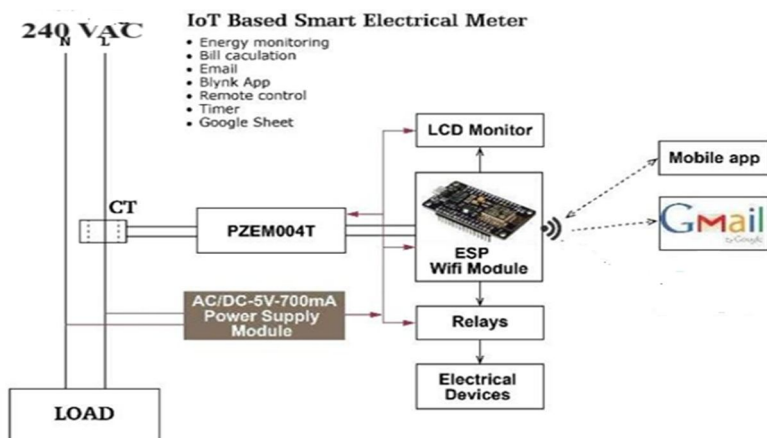 IoT Based Smart Electrical Meter
240 VAC
N L
• Energy monitoring
• Bill caculation
• Email
• Blynk App
• Remote control
• Timer
• Google Sheet
LCD Monitor
Mobile app
CT
PZEM004T
ESP
Wifi Module
Gmail
by Google
AC/DC-5V-700mA
Power Supply
Module
Relays
Electrical
Devices
LOAD